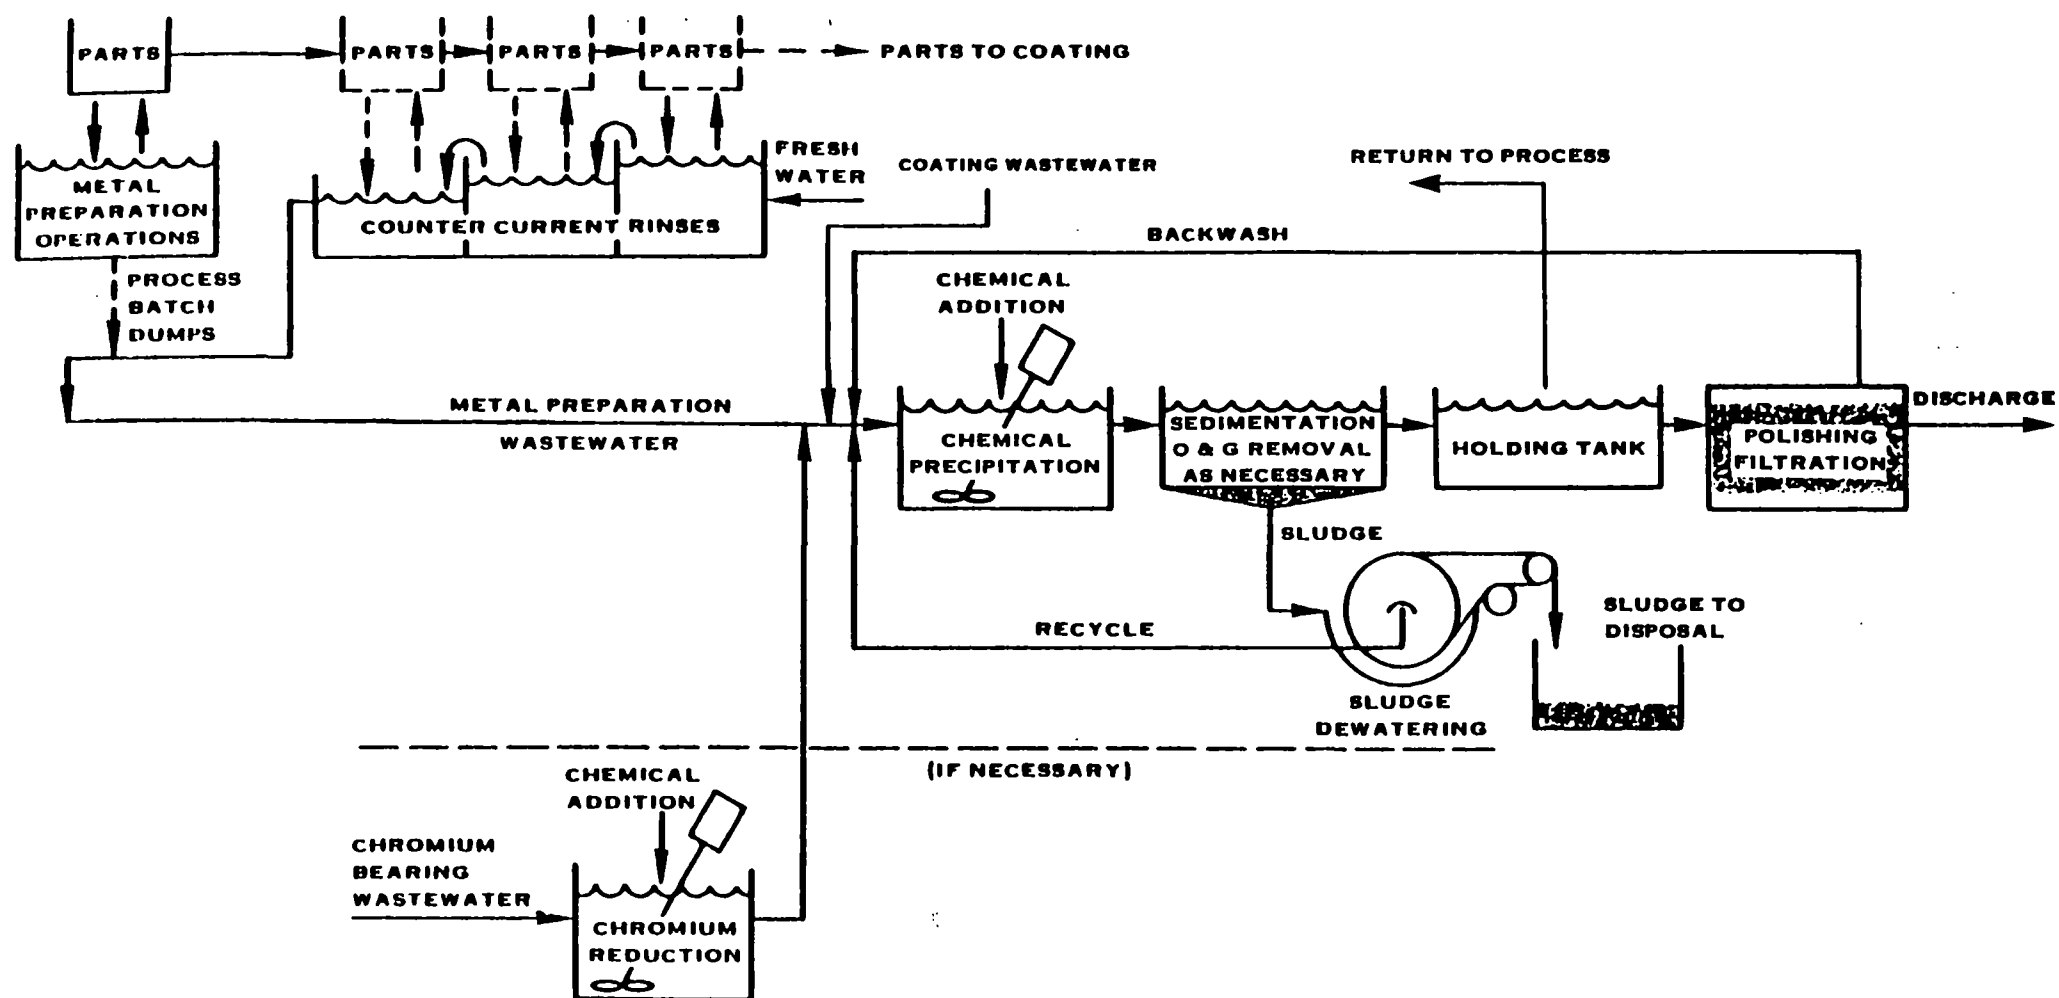 PARTS
PARTS
PARTS
PARTS
PARTS TO COATING
METAL
PREPARATION
OPERATIONS
COUNTER CURRENT RINSES
FRESH
WATER
PROCESS
BATCH
DUMPS
COATING WASTEWATER
RETURN TO PROCESS
BACKWASH
CHEMICAL
ADDITION
METAL PREPARATION
WASTEWATER
CHEMICAL
PRECIPITATION
SEDIMENTATION
O & G REMOVAL
AS NECESSARY
HOLDING TANK
POLISHING
FILTRATION
DISCHARGE
SLUDGE
RECYCLE
SLUDGE
DEWATERING
SLUDGE TO
DISPOSAL
(IF NECESSARY)
CHEMICAL
ADDITION
CHROMIUM
BEARING
WASTEWATER
CHROMIUM
REDUCTION